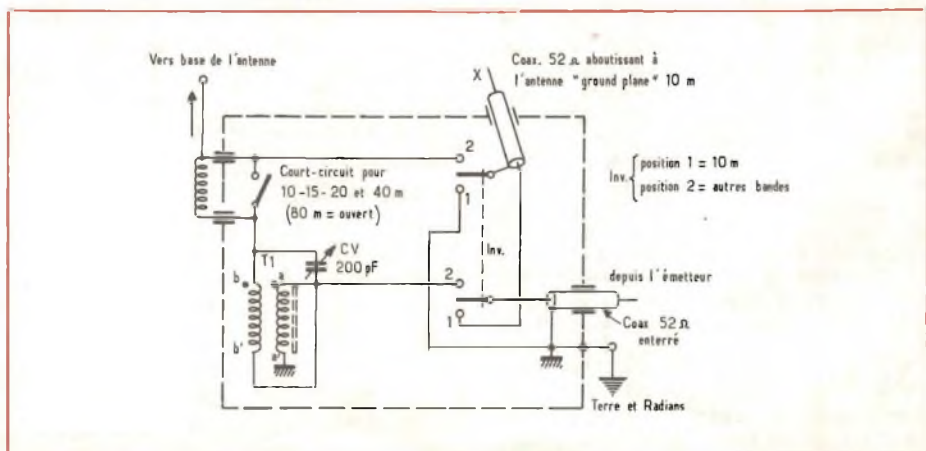 Vers base de l'antenne
Coax. 52 Ω aboutissant à
l'antenne "ground plane" 10 m
X
2
1
Court-circuit pour
10-15-20 et 40 m
(80 m = ouvert)
Inv. { position 1 = 10 m
position 2 = autres bandes
Inv.
T1
CV
200 pF
b
a
b'
a'
2
1
depuis l'émetteur
Coax 52 Ω
enterré
Terre et Radians